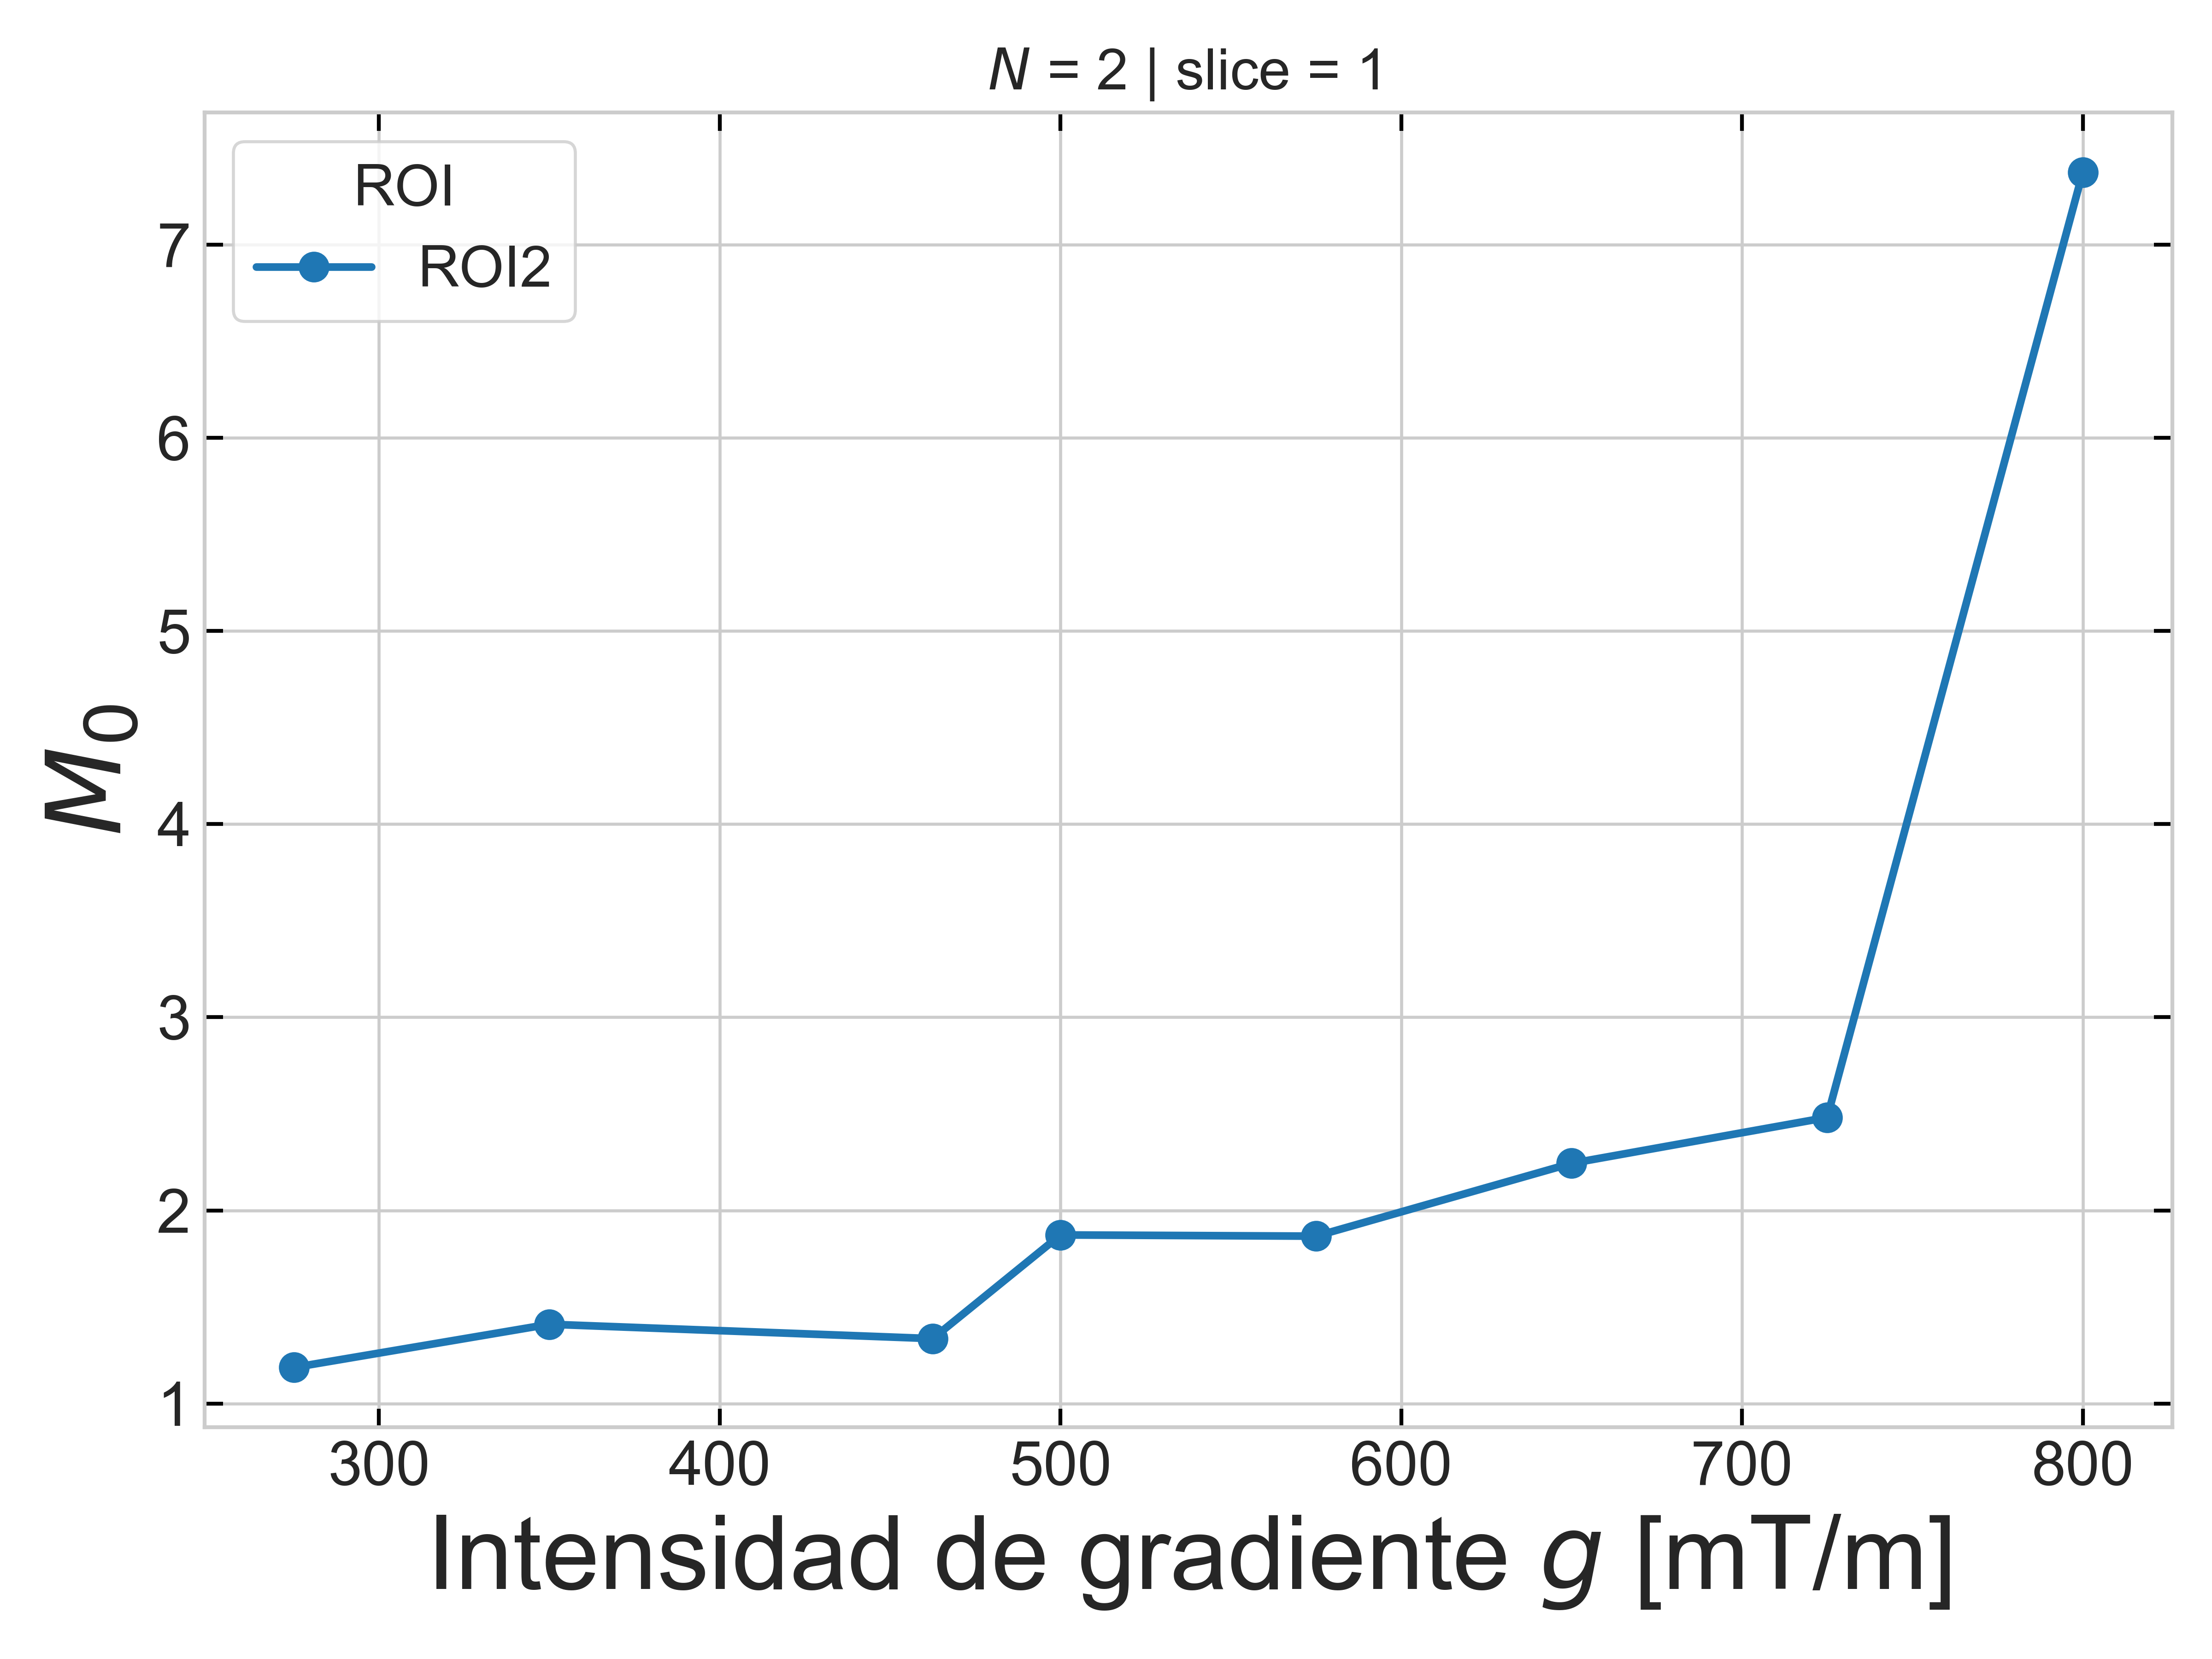 N = 2 | slice = 1
ROI
ROI2
7
6
5
4
3
2
1
M0
300 400 500 600 700 800
Intensidad de gradiente g [mT/m]